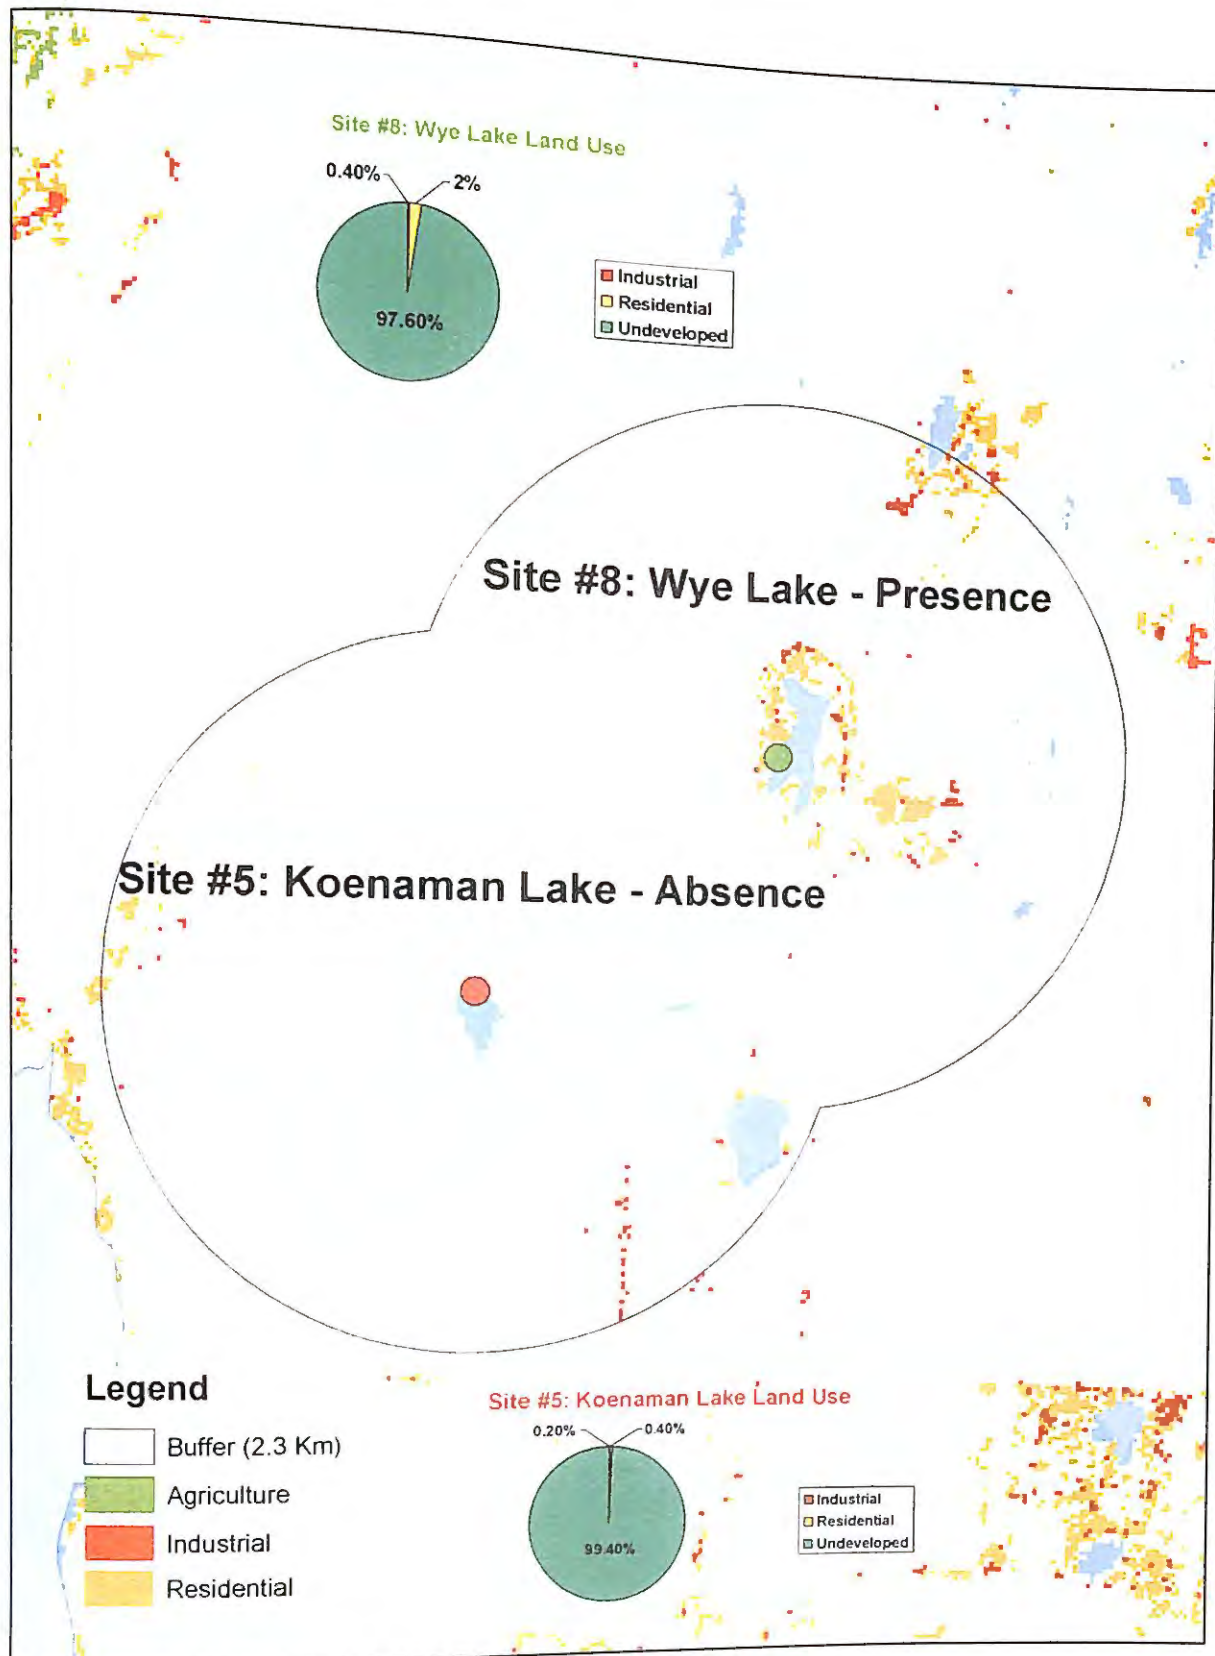 Site #8: Wye Lake Land Use
0.40%
2%
97.60%
Industrial
Residential
Undeveloped
Site #8: Wye Lake - Presence
Site #5: Koenaman Lake - Absence
Legend
Buffer (2.3 Km)
Agriculture
Industrial
Residential
Site #5: Koenaman Lake Land Use
0.20%
0.40%
99.40%
Industrial
Residential
Undeveloped